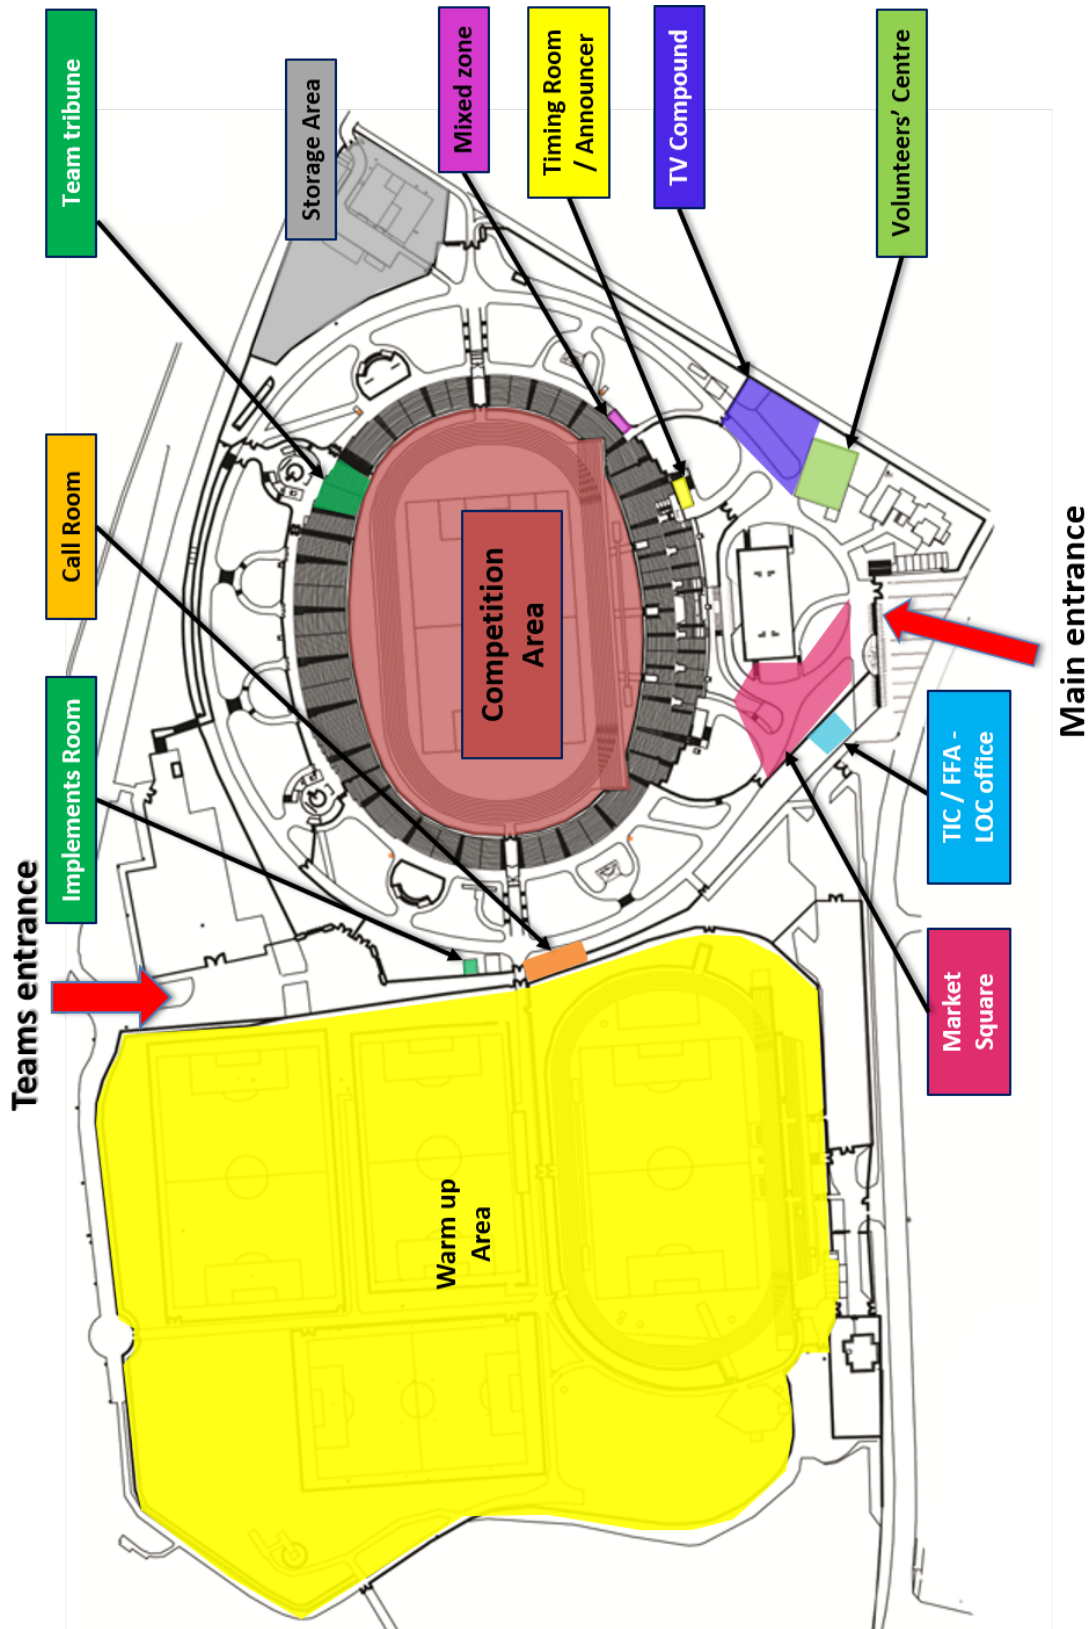 Teams entrance
Implements Room
Call Room
Team tribune
Storage Area
Mixed zone
Timing Room
/ Announcer
TV Compound
Volunteers' Centre
Competition
Area
Warm up
Area
Market
Square
TIC / FFA -
LOC office
Main entrance